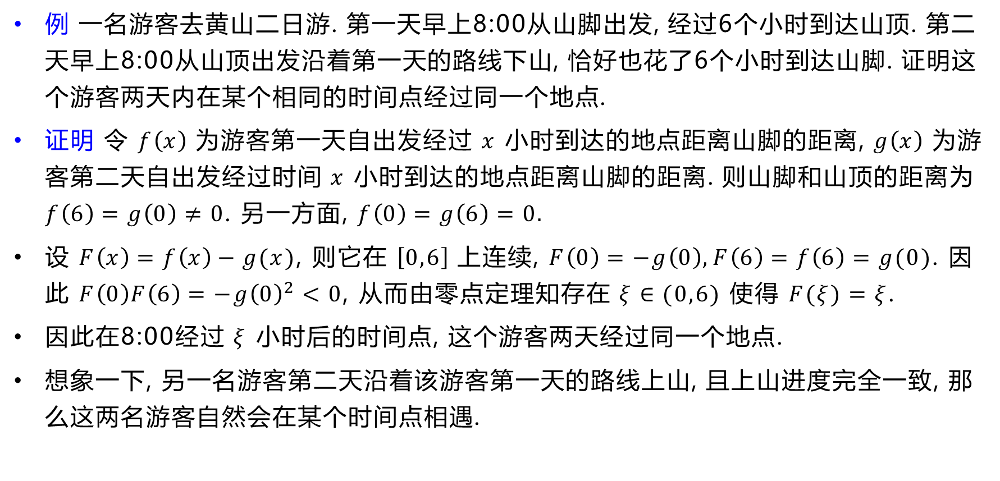 • 例 一名游客去黄山二日游. 第一天早上8:00从山脚出发, 经过6个小时到达山顶. 第二
天早上8:00从山顶出发沿着第一天的路线下山, 恰好也花了6个小时到达山脚. 证明这
个游客两天内在某个相同的时间点经过同一个地点.
• 证明 令 f(x) 为游客第一天自出发经过 x 小时到达的地点距离山脚的距离, g(x) 为游
客第二天自出发经过时间 x 小时到达的地点距离山脚的距离. 则山脚和山顶的距离为
f(6) = g(0) ≠ 0. 另一方面, f(0) = g(6) = 0.
• 设 F(x) = f(x) − g(x), 则它在 [0,6] 上连续, F(0) = −g(0), F(6) = f(6) = g(0). 因
此 F(0)F(6) = −g(0)² < 0, 从而由零点定理知存在 ξ ∈ (0,6) 使得 F(ξ) = ξ.
• 因此在8:00经过 ξ 小时后的时间点, 这个游客两天经过同一个地点.
• 想象一下, 另一名游客第二天沿着该游客第一天的路线上山, 且上山进度完全一致, 那
么这两名游客自然会在某个时间点相遇.